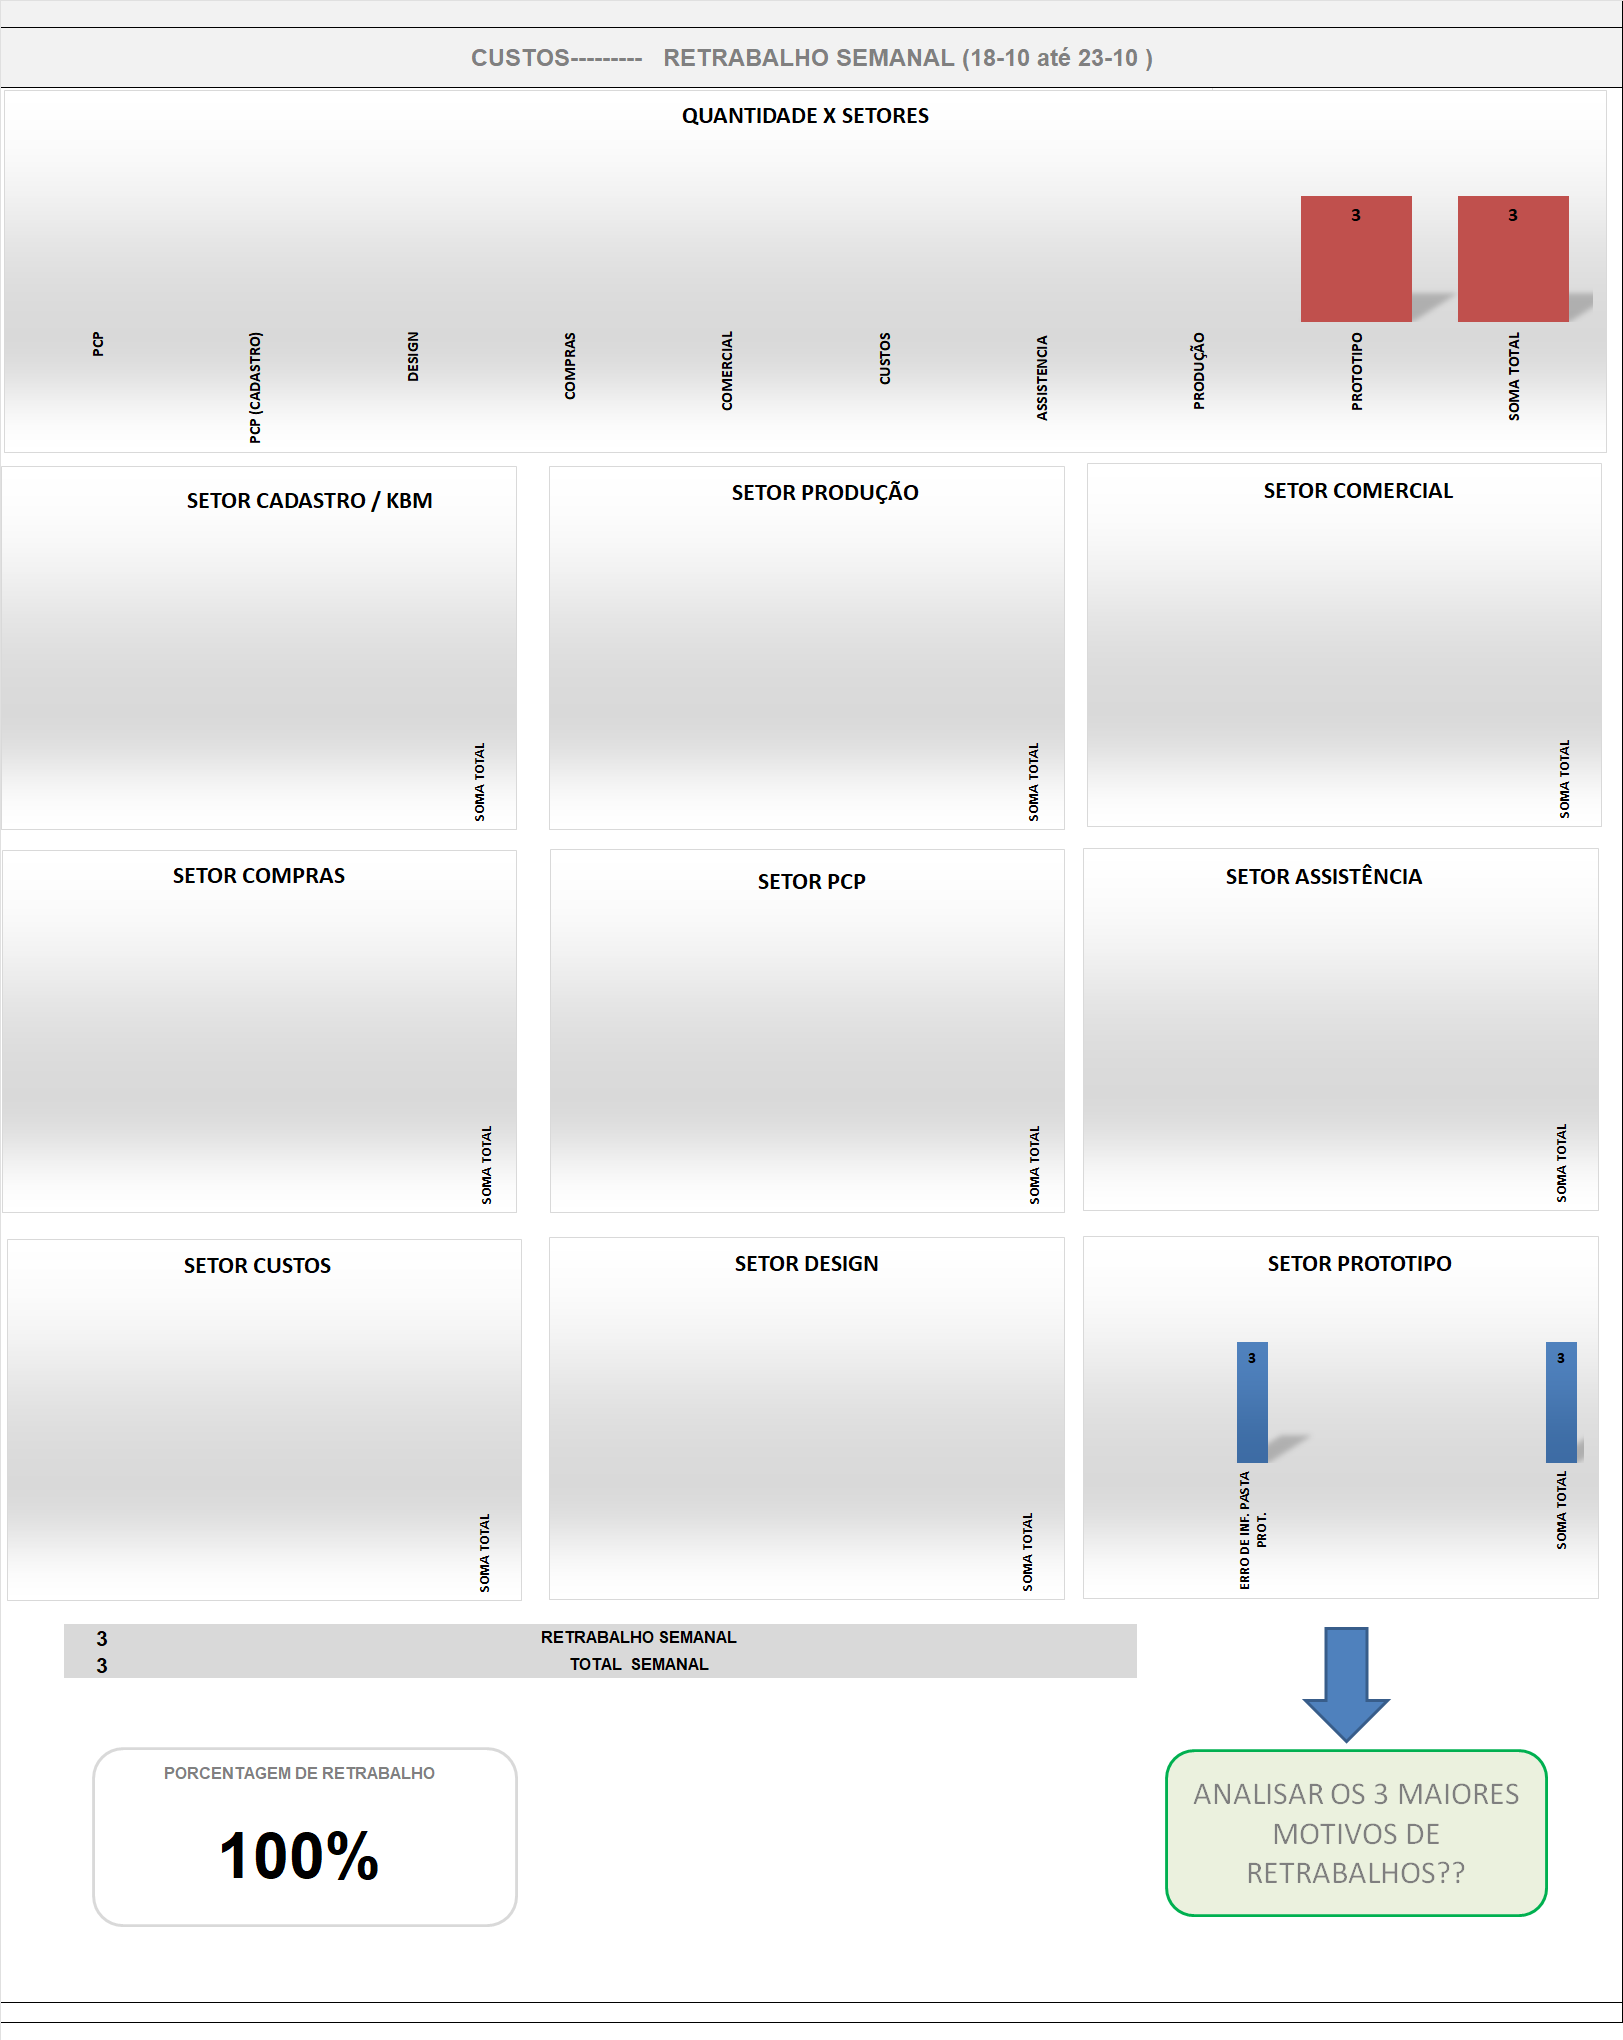 CUSTOS--------- RETRABALHO SEMANAL (18-10 até 23-10 )
QUANTIDADE X SETORES
3
3
PCP
PCP (CADASTRO)
DESIGN
COMPRAS
COMERCIAL
CUSTOS
ASSISTENCIA
PRODUÇÃO
PROTOTIPO
SOMA TOTAL
SETOR CADASTRO / KBM
SOMA TOTAL
SETOR PRODUÇÃO
SOMA TOTAL
SETOR COMERCIAL
SOMA TOTAL
SETOR COMPRAS
SOMA TOTAL
SETOR PCP
SOMA TOTAL
SETOR ASSISTÊNCIA
SOMA TOTAL
SETOR CUSTOS
SOMA TOTAL
SETOR DESIGN
SOMA TOTAL
SETOR PROTOTIPO
3
3
ERRO DE INF. PASTA
PROT.
SOMA TOTAL
3 RETRABALHO SEMANAL
3 TOTAL SEMANAL
PORCENTAGEM DE RETRABALHO
100%
ANALISAR OS 3 MAIORES
MOTIVOS DE
RETRABALHOS??